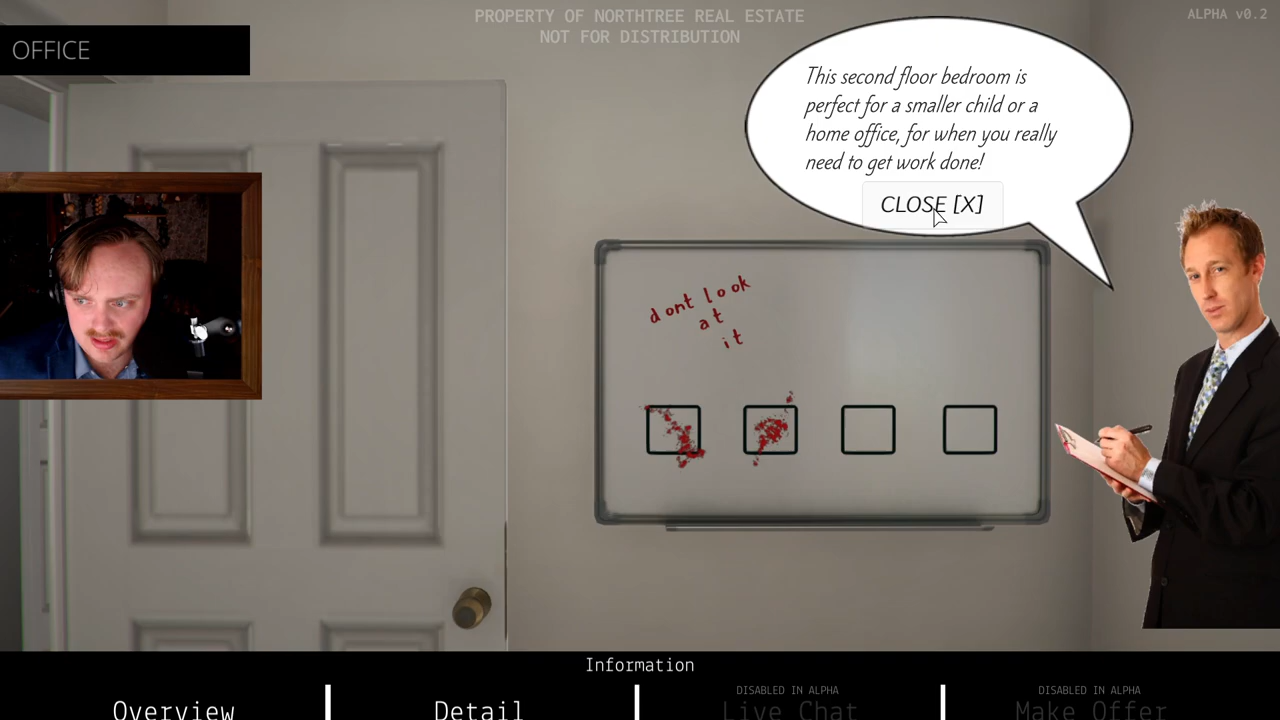 PROPERTY OF NORTHTREE REAL ESTATE
NOT FOR DISTRIBUTION
ALPHA v0.2
OFFICE
This second floor bedroom is
perfect for a smaller child or a
home office, for when you really
need to get work done!
CLOSE [X]
dont look
at
it
Information
Overview
Detail
DISABLED IN ALPHA
Live Chat
DISABLED IN ALPHA
Make Offer